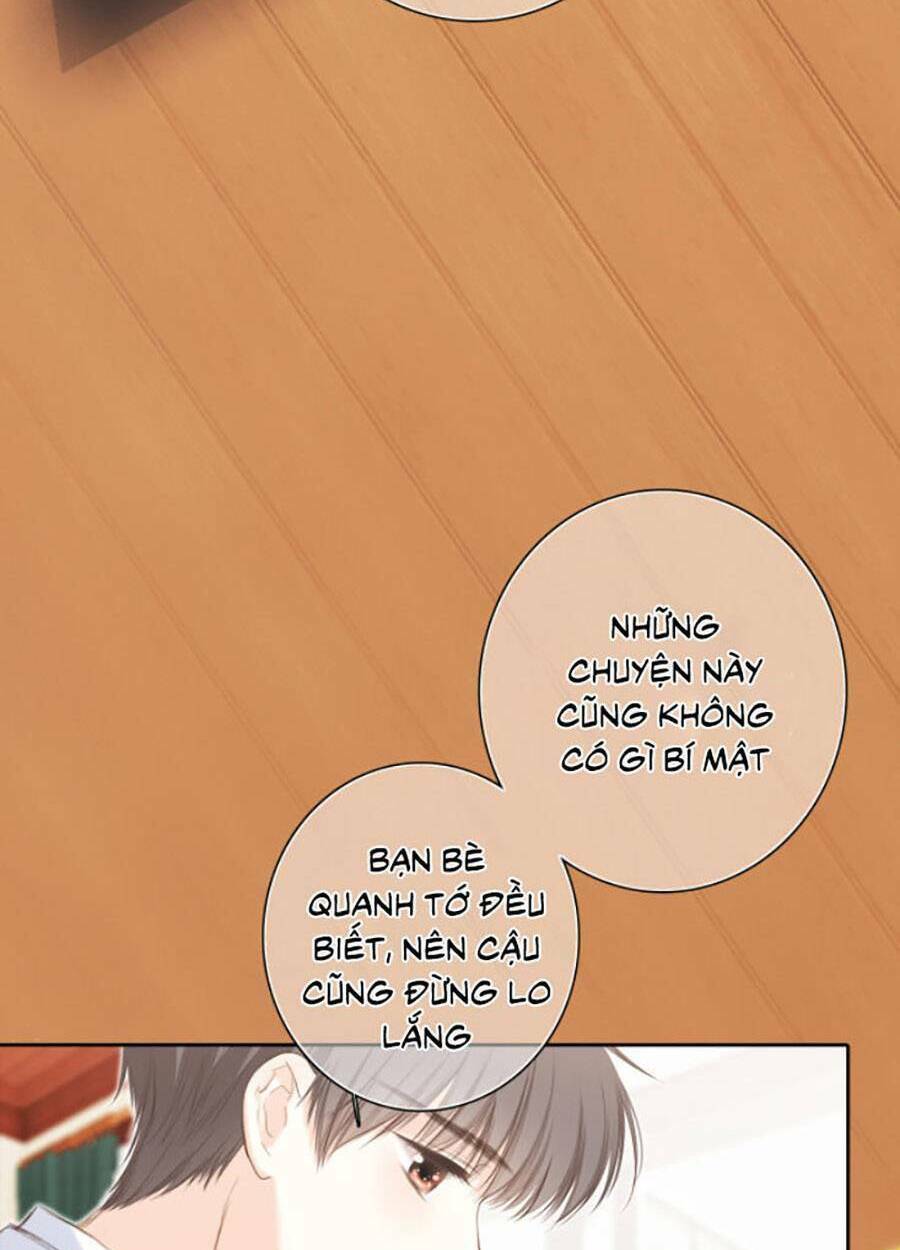 NHỮNG
CHUYỆN NÀY
CŨNG KHÔNG
CÓ GÌ BÍ MẬT
BẠN BÈ
QUANH TỚ ĐỀU
BIẾT, NÊN CẬU
CŨNG ĐỪNG LO
LẮNG